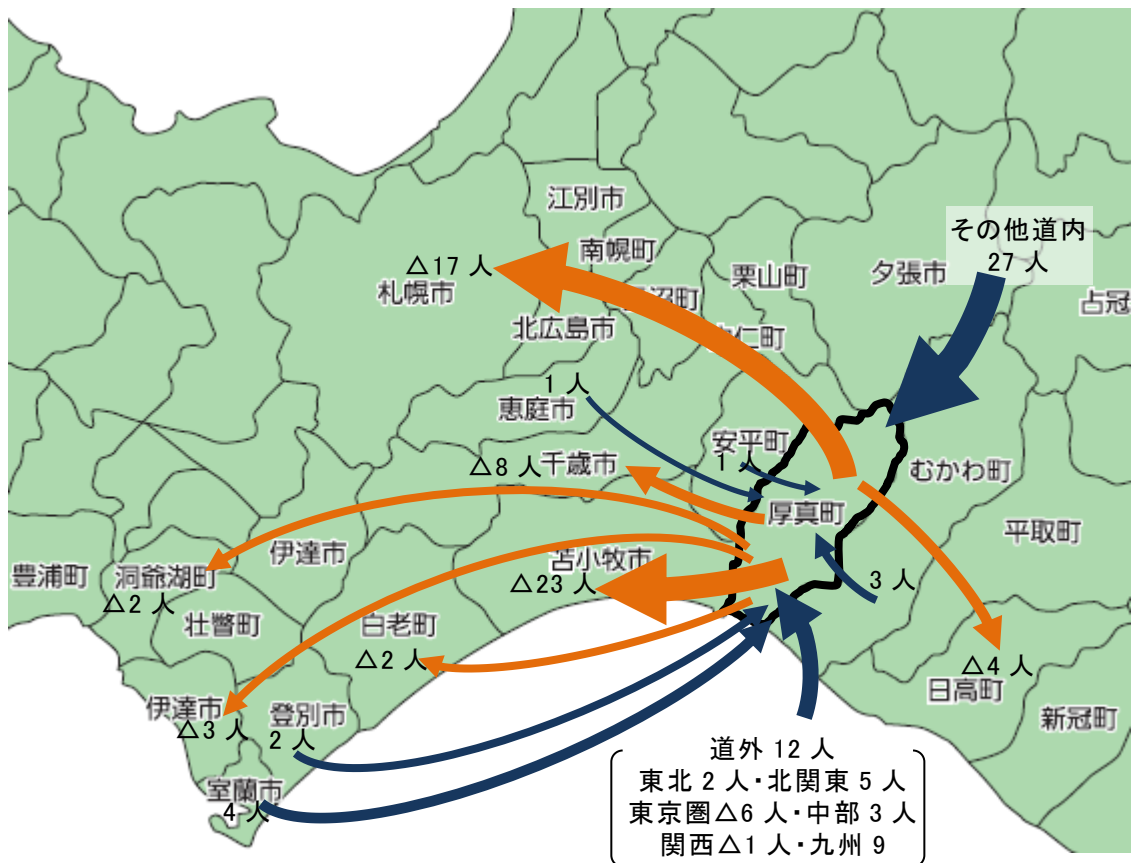 江別市
その他道内
27 人
南幌町
栗山町
夕張市
△17 人
札幌市
占冠
沼町
北広島市
仁町
1 人
恵庭市
安平町
1 人
△8 人
千歳市
むかわ町
厚真町
平取町
伊達市
苫小牧市
豊浦町
洞爺湖町
△23 人
3 人
△2 人
壮瞥町
白老町
△2 人
△4 人
日高町
伊達市
△3 人
登別市
2 人
新冠町
室蘭市
4 人
道外 12 人
東北 2 人・北関東 5 人
東京圏△6 人・中部 3 人
関西△1 人・九州 9